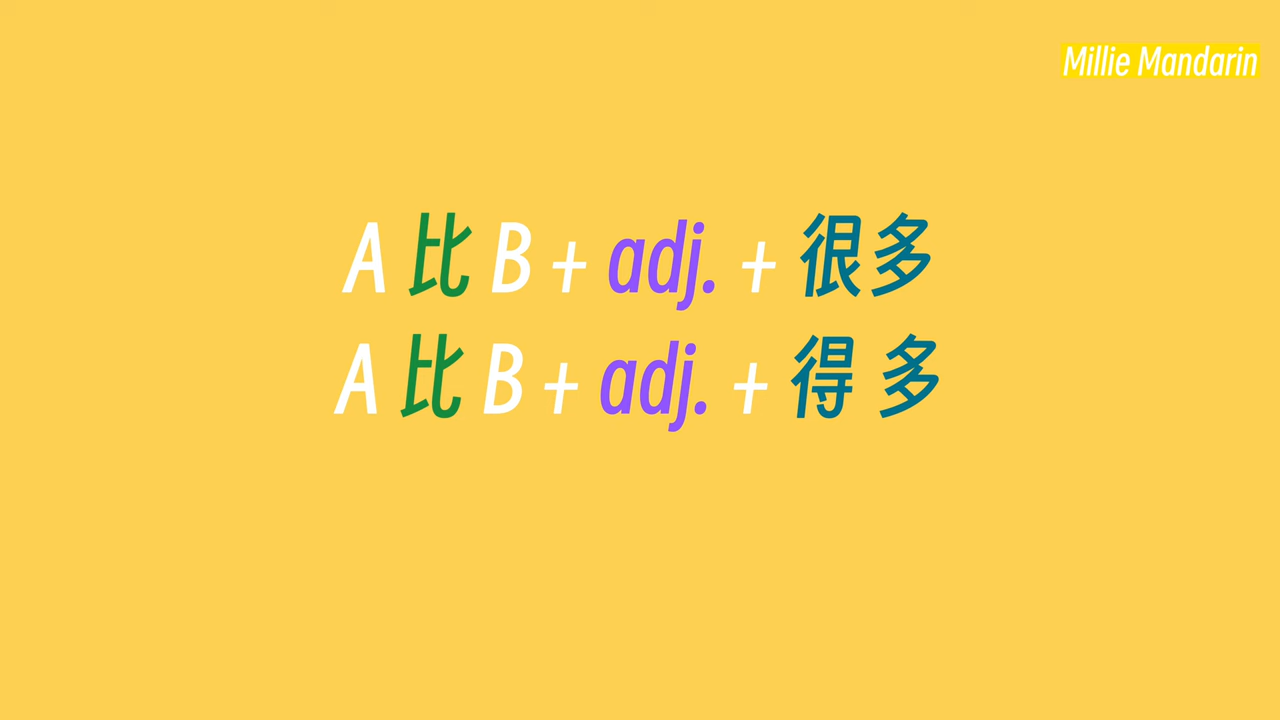 Millie Mandarin
A 比 B + adj. + 很多
A 比 B + adj. + 得 多